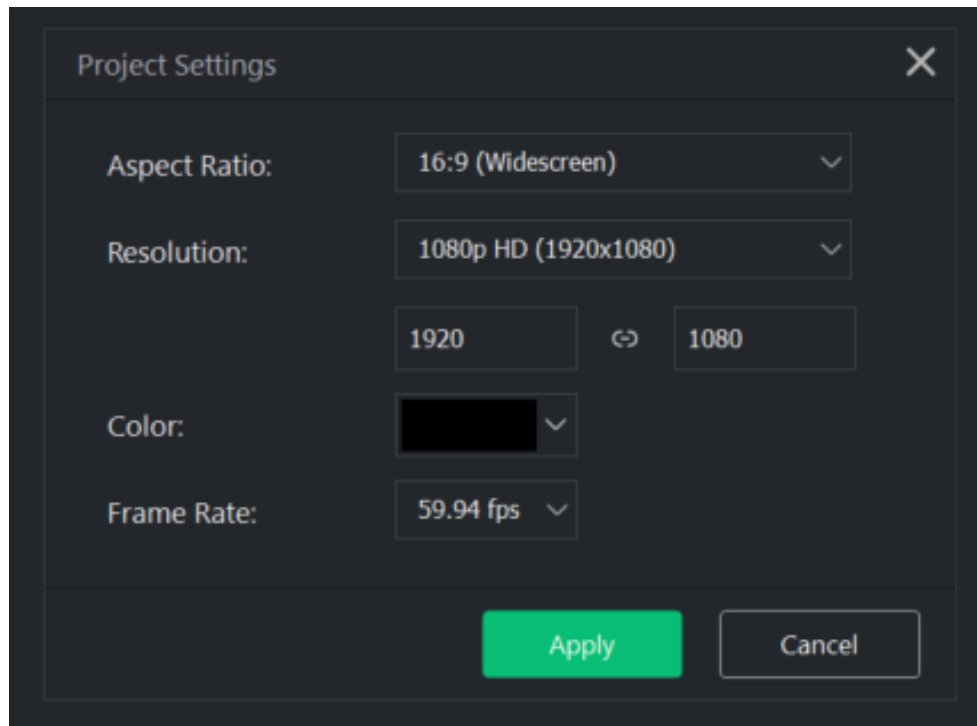 Project Settings
Aspect Ratio: 16:9 (Widescreen)
Resolution: 1080p HD (1920x1080)
1920 1080
Color:
Frame Rate: 59.94 fps
Apply Cancel